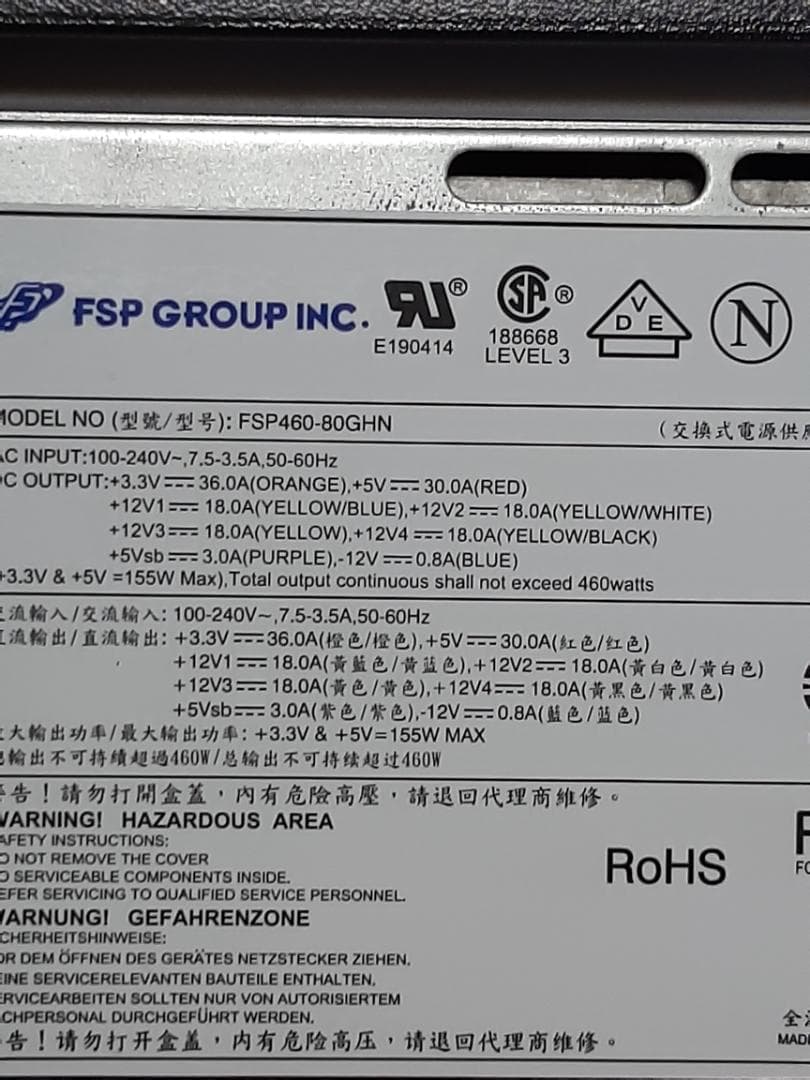 FSP GROUP INC.
E190414
188668
LEVEL 3
VDE
N
MODEL NO (型號/型号): FSP460-80GHN
(交換式電源供
AC INPUT:100-240V~,7.5-3.5A,50-60Hz
DC OUTPUT:+3.3V⎓36.0A(ORANGE),+5V⎓30.0A(RED)
+12V1⎓18.0A(YELLOW/BLUE),+12V2⎓18.0A(YELLOW/WHITE)
+12V3⎓18.0A(YELLOW),+12V4⎓18.0A(YELLOW/BLACK)
+5Vsb⎓3.0A(PURPLE),-12V⎓0.8A(BLUE)
+3.3V & +5V =155W Max),Total output continuous shall not exceed 460watts
交流輸入/交流输入: 100-240V~,7.5-3.5A,50-60Hz
直流輸出/直流输出: +3.3V⎓36.0A(橙色/橙色),+5V⎓30.0A(紅色/红色)
+12V1⎓18.0A(黃藍色/黄蓝色),+12V2⎓18.0A(黃白色/黄白色)
+12V3⎓18.0A(黃色/黄色),+12V4⎓18.0A(黃黑色/黄黑色)
+5Vsb⎓3.0A(紫色/紫色),-12V⎓0.8A(藍色/蓝色)
最大輸出功率/最大输出功率: +3.3V & +5V=155W MAX
輸出不可持續超過460W/总输出不可持续超过460W
警告！請勿打開盒蓋，內有危險高壓，請退回代理商維修。
WARNING! HAZARDOUS AREA
SAFETY INSTRUCTIONS:
DO NOT REMOVE THE COVER
NO SERVICEABLE COMPONENTS INSIDE.
REFER SERVICING TO QUALIFIED SERVICE PERSONNEL.
RoHS
WARNUNG! GEFAHRENZONE
SICHERHEITSHINWEISE:
VOR DEM ÖFFNEN DES GERÄTES NETZSTECKER ZIEHEN.
KEINE SERVICERELEVANTEN BAUTEILE ENTHALTEN.
SERVICEARBEITEN SOLLTEN NUR VON AUTORISIERTEM
FACHPERSONAL DURCHGEFÜHRT WERDEN.
警告！请勿打开盒盖，内有危险高压，请退回代理商维修。
全
MADE